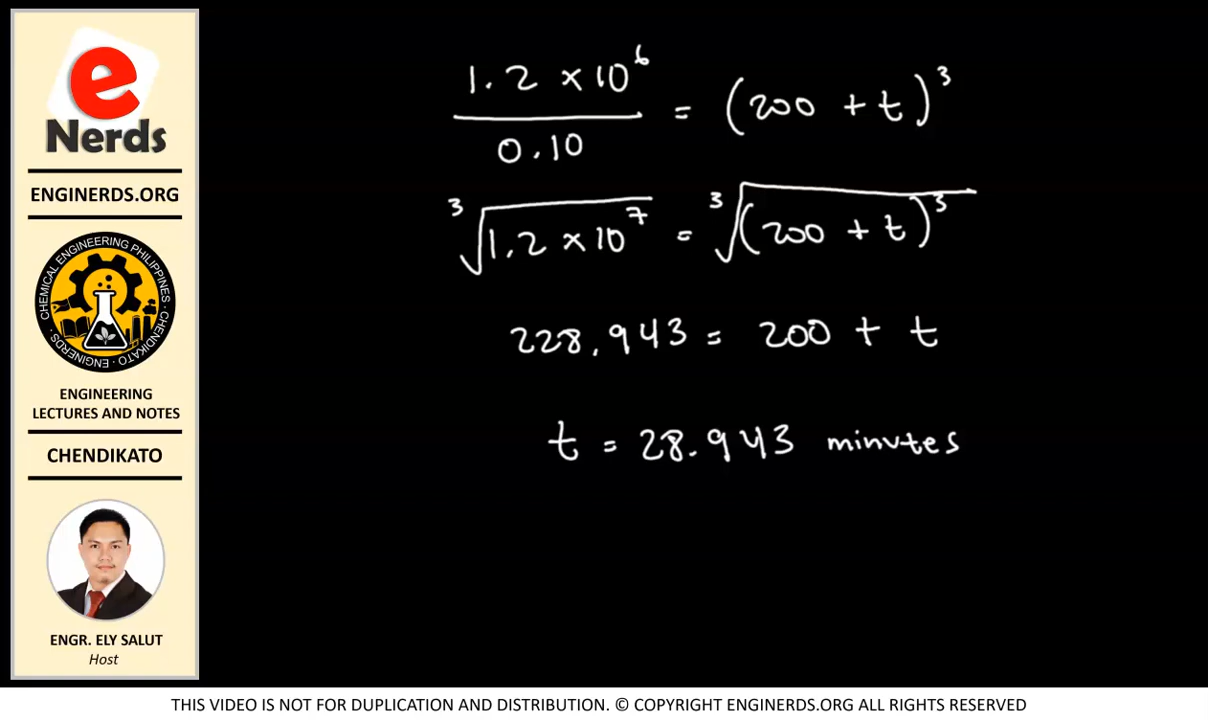 e
Nerds
ENGINERDS.ORG
CHEMICAL ENGINEERING PHILIPPINES
· CHENDIKATO · ENGINERDS ·
ENGINEERING
LECTURES AND NOTES
CHENDIKATO
ENGR. ELY SALUT
Host
1.2 × 10⁶ / 0.10 = (200 + t)³
³√1.2 × 10⁷ = ³√(200 + t)³
228.943 = 200 + t
t = 28.943 minutes
THIS VIDEO IS NOT FOR DUPLICATION AND DISTRIBUTION. © COPYRIGHT ENGINERDS.ORG ALL RIGHTS RESERVED